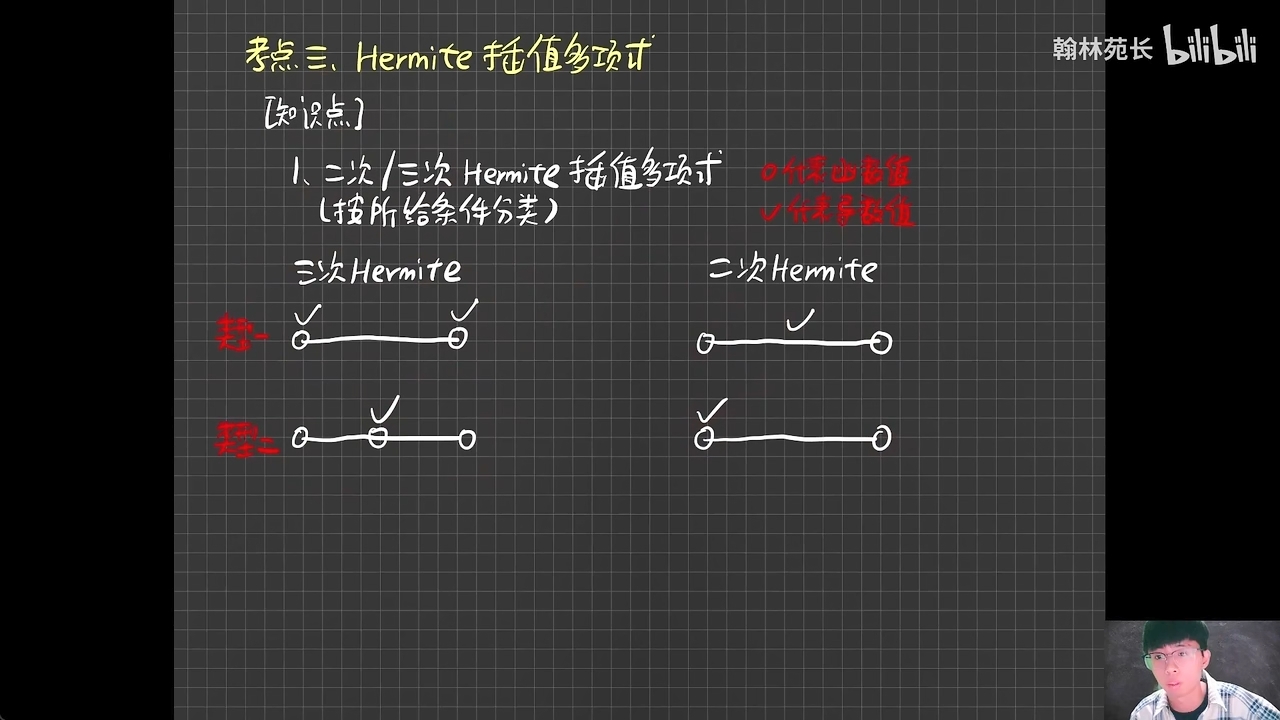 考点三、Hermite 插值多项式
翰林苑长 bilibili
[知识点]
1、二次/三次 Hermite 插值多项式
○代表函数值
(按所给条件分类)
✓代表导数值
三次Hermite
二次Hermite
类型一
类型二